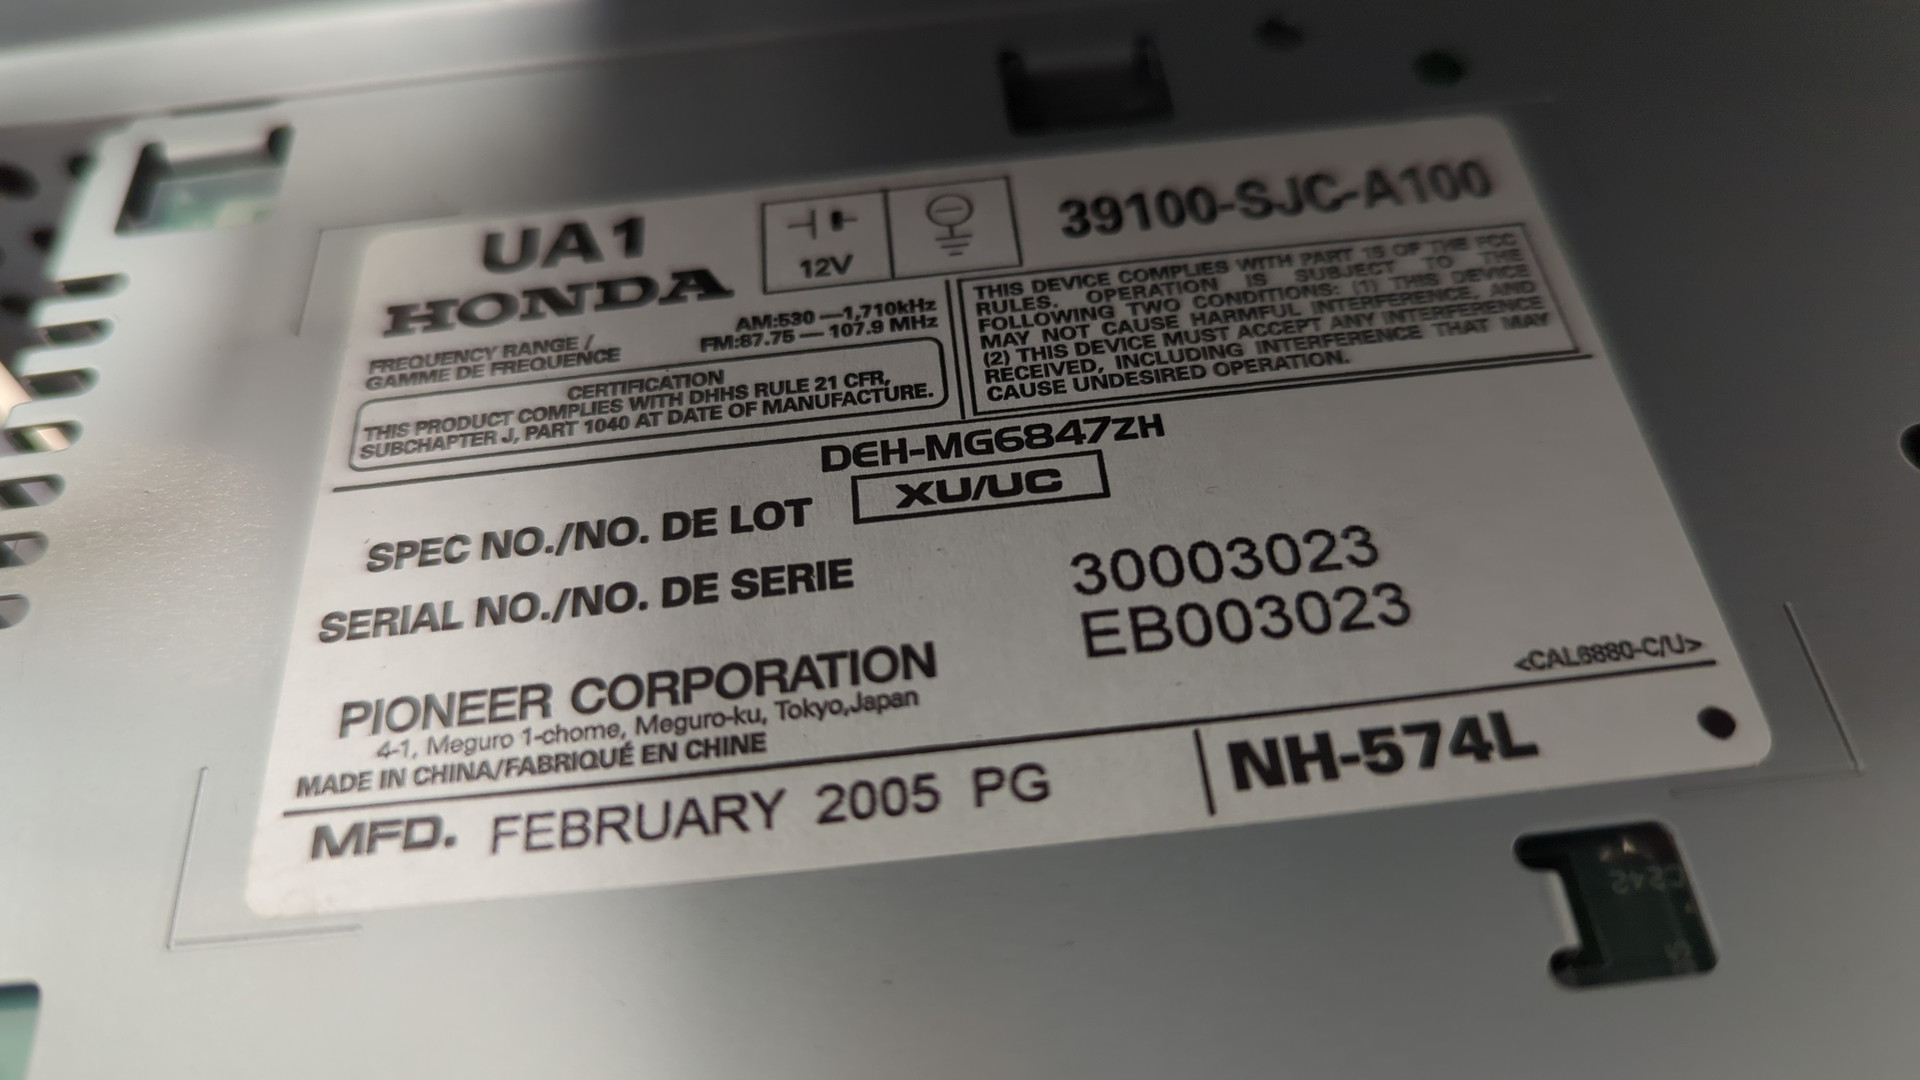 UA1
HONDA
12V
39100-SJC-A100
FREQUENCY RANGE /
GAMME DE FREQUENCE
AM:530 —1,710kHz
FM:87.75 — 107.9 MHz
CERTIFICATION
THIS PRODUCT COMPLIES WITH DHHS RULE 21 CFR,
SUBCHAPTER J, PART 1040 AT DATE OF MANUFACTURE.
THIS DEVICE COMPLIES WITH PART 15 OF THE FCC
RULES. OPERATION IS SUBJECT TO THE
FOLLOWING TWO CONDITIONS: (1) THIS DEVICE
MAY NOT CAUSE HARMFUL INTERFERENCE, AND
(2) THIS DEVICE MUST ACCEPT ANY INTERFERENCE
RECEIVED, INCLUDING INTERFERENCE THAT MAY
CAUSE UNDESIRED OPERATION.
DEH-MG6847ZH
XU/UC
SPEC NO./NO. DE LOT
SERIAL NO./NO. DE SERIE
30003023
EB003023
PIONEER CORPORATION
4-1, Meguro 1-chome, Meguro-ku, Tokyo,Japan
MADE IN CHINA/FABRIQUÉ EN CHINE
<CAL6880-C/U>
MFD. FEBRUARY 2005 PG
NH-574L
C242